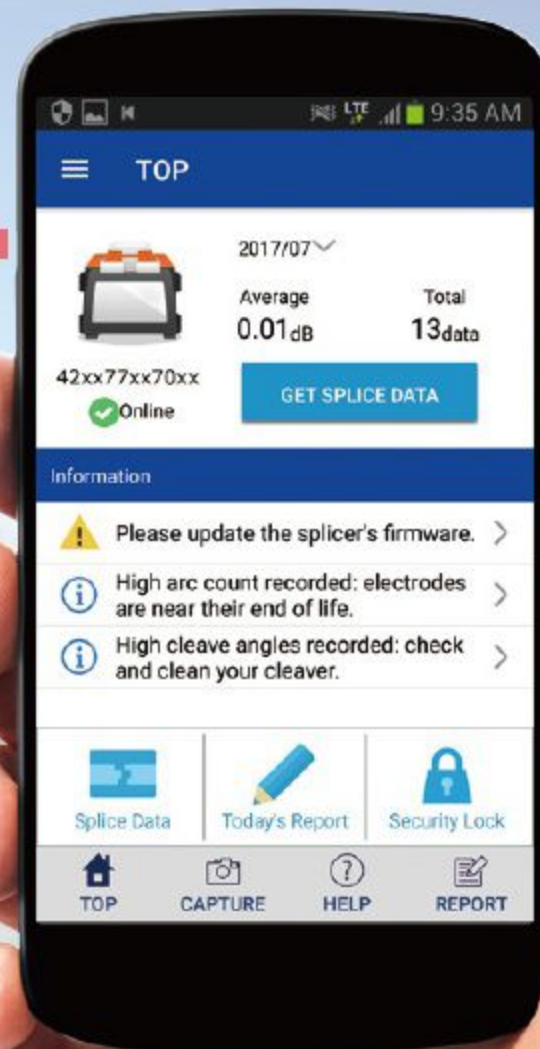 LTE 9:35 AM
TOP
2017/07
Average Total
0.01dB 13data
42xx77xx70xx
Online
GET SPLICE DATA
Information
Please update the splicer's firmware.
High arc count recorded: electrodes
are near their end of life.
High cleave angles recorded: check
and clean your cleaver.
Splice Data Today's Report Security Lock
TOP CAPTURE HELP REPORT